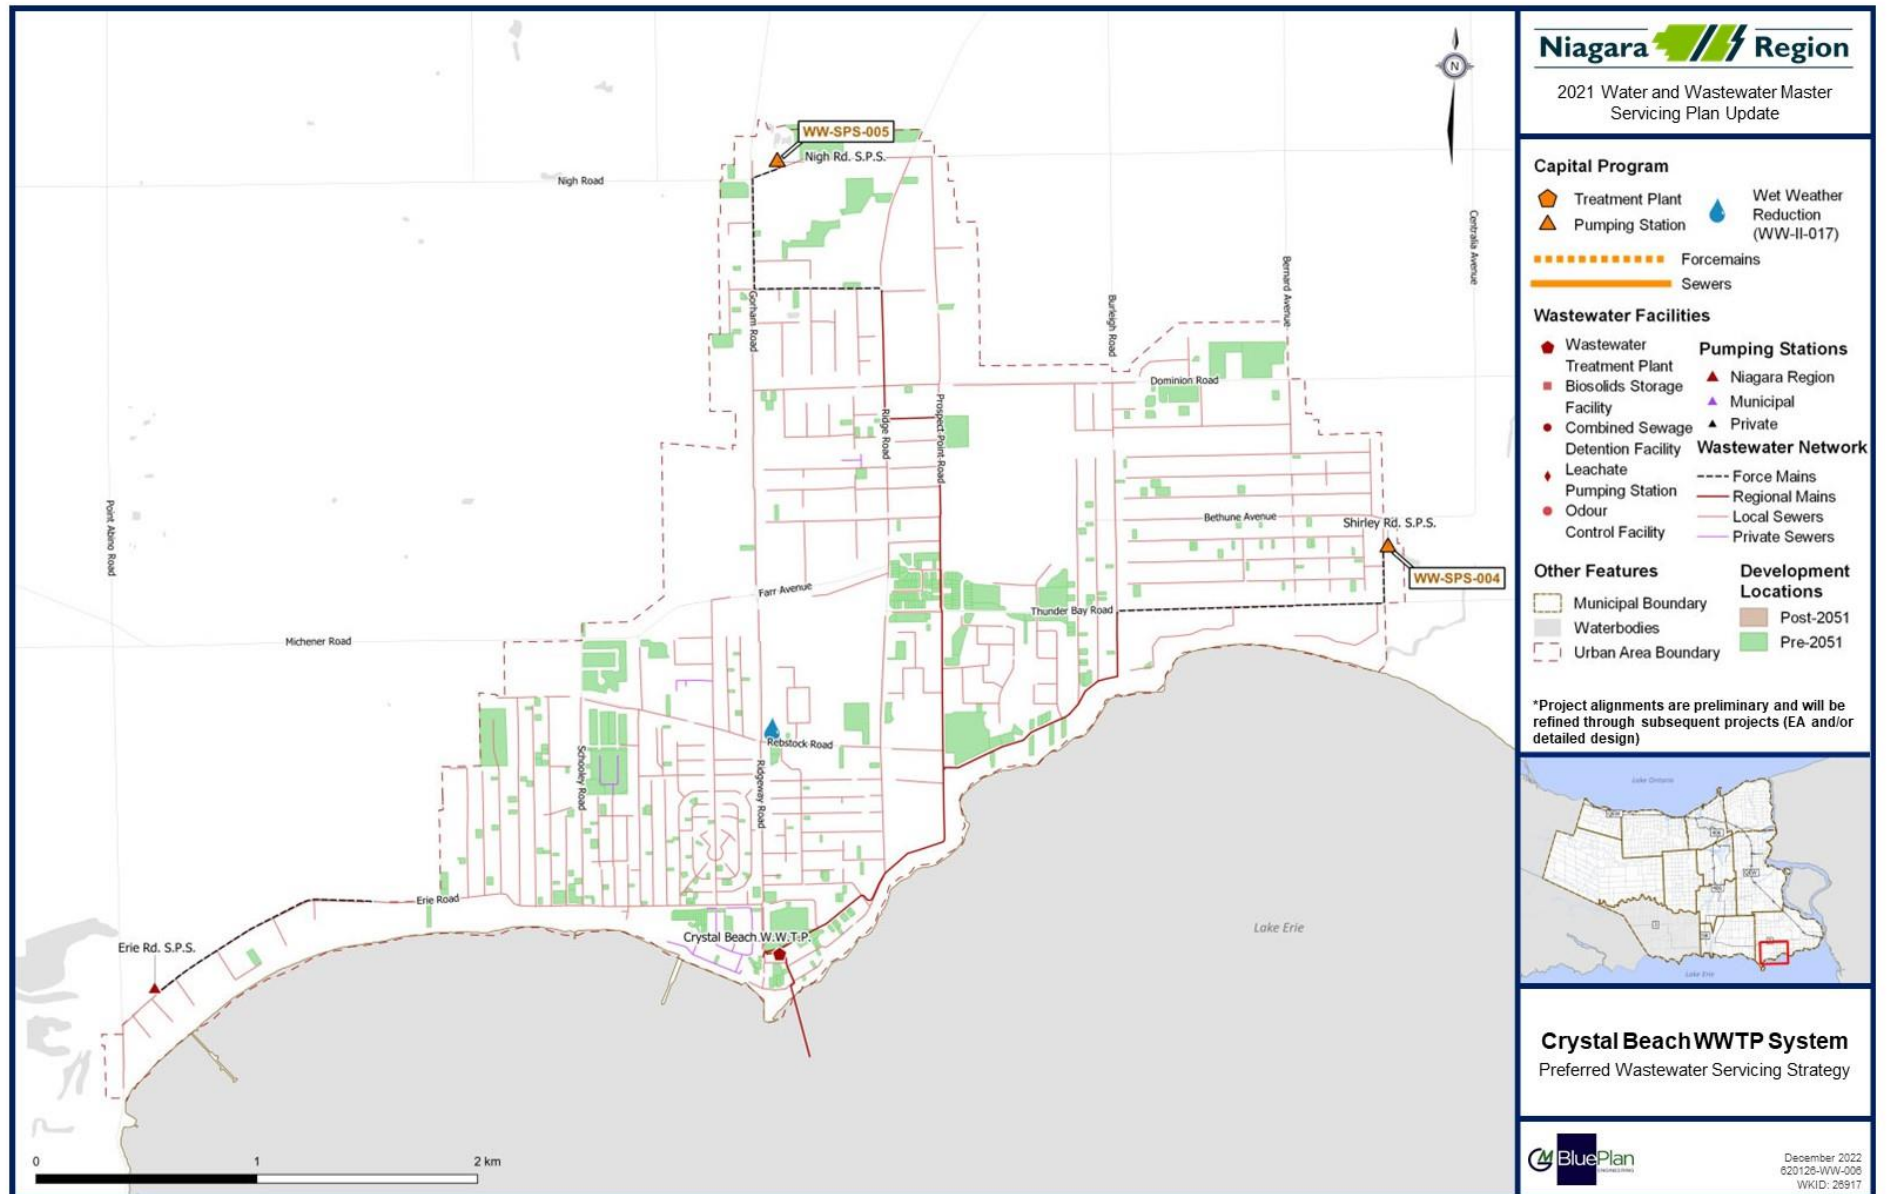 WW-SPS-005
Nigh Rd. S.P.S.
Nigh Road
N
Centralia Avenue
Bernard Avenue
Burleigh Road
Gorham Road
Dominion Road
Prospect Point Road
Ridge Road
Point Abino Road
Bethune Avenue
Shirley Rd. S.P.S.
WW-SPS-004
Farr Avenue
Thunder Bay Road
Michener Road
Rebstock Road
Schooley Road
Ridgeway Road
Erie Road
Lake Erie
Crystal Beach W.W.T.P.
Erie Rd. S.P.S.
0 1 2 km
Niagara Region
2021 Water and Wastewater Master
Servicing Plan Update
Capital Program
Treatment Plant
Pumping Station
Wet Weather
Reduction
(WW-II-017)
Forcemains
Sewers
Wastewater Facilities
Wastewater
Treatment Plant
Biosolids Storage
Facility
Combined Sewage
Detention Facility
Leachate
Pumping Station
Odour
Control Facility
Pumping Stations
Niagara Region
Municipal
Private
Wastewater Network
Force Mains
Regional Mains
Local Sewers
Private Sewers
Other Features
Municipal Boundary
Waterbodies
Urban Area Boundary
Development
Locations
Post-2051
Pre-2051
*Project alignments are preliminary and will be
refined through subsequent projects (EA and/or
detailed design)
Lake Ontario
Lake Erie
Crystal Beach WWTP System
Preferred Wastewater Servicing Strategy
GM BluePlan
ENGINEERING
December 2022
620126-WW-006
WKID: 26917